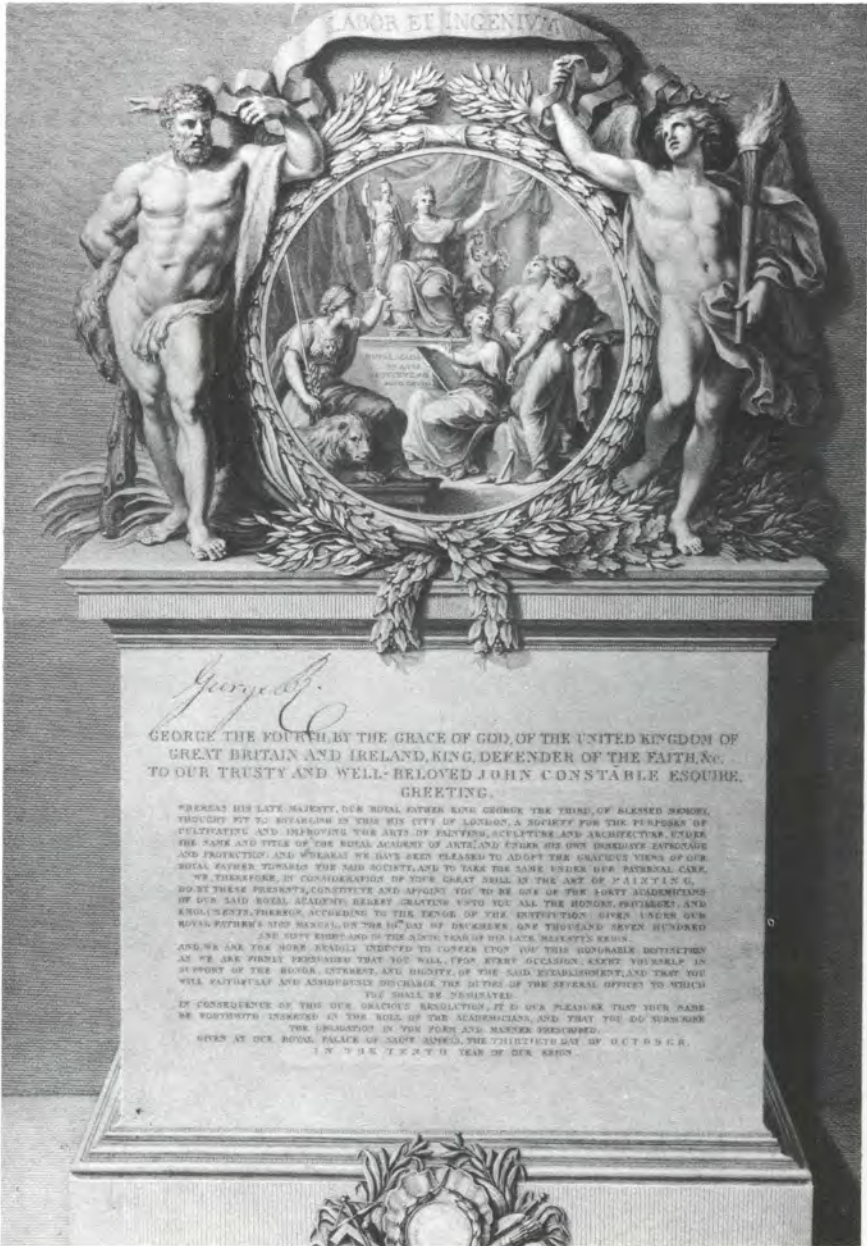 LABOR ET INGENIVM
ROYAL ACADE
George R.
GEORGE THE FOURTH, BY THE GRACE OF GOD, OF THE UNITED KINGDOM OF
GREAT BRITAIN AND IRELAND, KING, DEFENDER OF THE FAITH, &c.
TO OUR TRUSTY AND WELL-BELOVED JOHN CONSTABLE ESQUIRE,
GREETING.
WHEREAS HIS LATE MAJESTY, OUR ROYAL FATHER KING GEORGE THE THIRD, OF BLESSED MEMORY,
THOUGHT FIT TO ESTABLISH IN THIS HIS CITY OF LONDON, A SOCIETY FOR THE PURPOSES OF
CULTIVATING AND IMPROVING THE ARTS OF PAINTING, SCULPTURE AND ARCHITECTURE, UNDER
THE NAME AND TITLE OF THE ROYAL ACADEMY OF ARTS, AND UNDER HIS OWN IMMEDIATE PATRONAGE
AND PROTECTION: AND WHEREAS WE HAVE BEEN PLEASED TO ADOPT THE GRACIOUS VIEWS OF OUR
ROYAL FATHER TOWARDS THE SAID SOCIETY, AND TO TAKE THE SAME UNDER OUR PATERNAL CARE,
WE, THEREFORE, IN CONSIDERATION OF YOUR GREAT SKILL IN THE ART OF PAINTING,
DO, BY THESE PRESENTS, CONSTITUTE AND APPOINT YOU TO BE ONE OF THE FORTY ACADEMICIANS
OF OUR SAID ROYAL ACADEMY; HEREBY GRANTING UNTO YOU ALL THE HONORS, PRIVILEGES, AND
EMOLUMENTS, THEREOF, ACCORDING TO THE TENOR OF THE INSTITUTION GIVEN UNDER OUR
ROYAL FATHER'S SIGN MANUAL, ON THE 10th DAY OF DECEMBER, ONE THOUSAND SEVEN HUNDRED
AND SIXTY EIGHT, AND IN THE NINTH YEAR OF HIS LATE MAJESTY'S REIGN.
AND WE ARE THE MORE READILY INDUCED TO CONFER UPON YOU THIS HONORABLE DISTINCTION
AS WE ARE FIRMLY PERSUADED THAT YOU WILL, UPON EVERY OCCASION, EXERT YOURSELF IN
SUPPORT OF THE HONOR, INTEREST, AND DIGNITY, OF THE SAID ESTABLISHMENT, AND THAT YOU
WILL FAITHFULLY AND ASSIDUOUSLY DISCHARGE THE DUTIES OF THE SEVERAL OFFICES TO WHICH
YOU SHALL BE NOMINATED.
IN CONSEQUENCE OF THIS OUR GRACIOUS RESOLUTION, IT IS OUR PLEASURE THAT YOUR NAME
BE FORTHWITH INSERTED IN THE ROLL OF THE ACADEMICIANS, AND THAT YOU DO SUBSCRIBE
THE OBLIGATION IN THE FORM AND MANNER PRESCRIBED.
GIVEN AT OUR ROYAL PALACE OF SAINT JAMES'S, THE THIRTIETH DAY OF OCTOBER,
IN THE TENTH YEAR OF OUR REIGN.